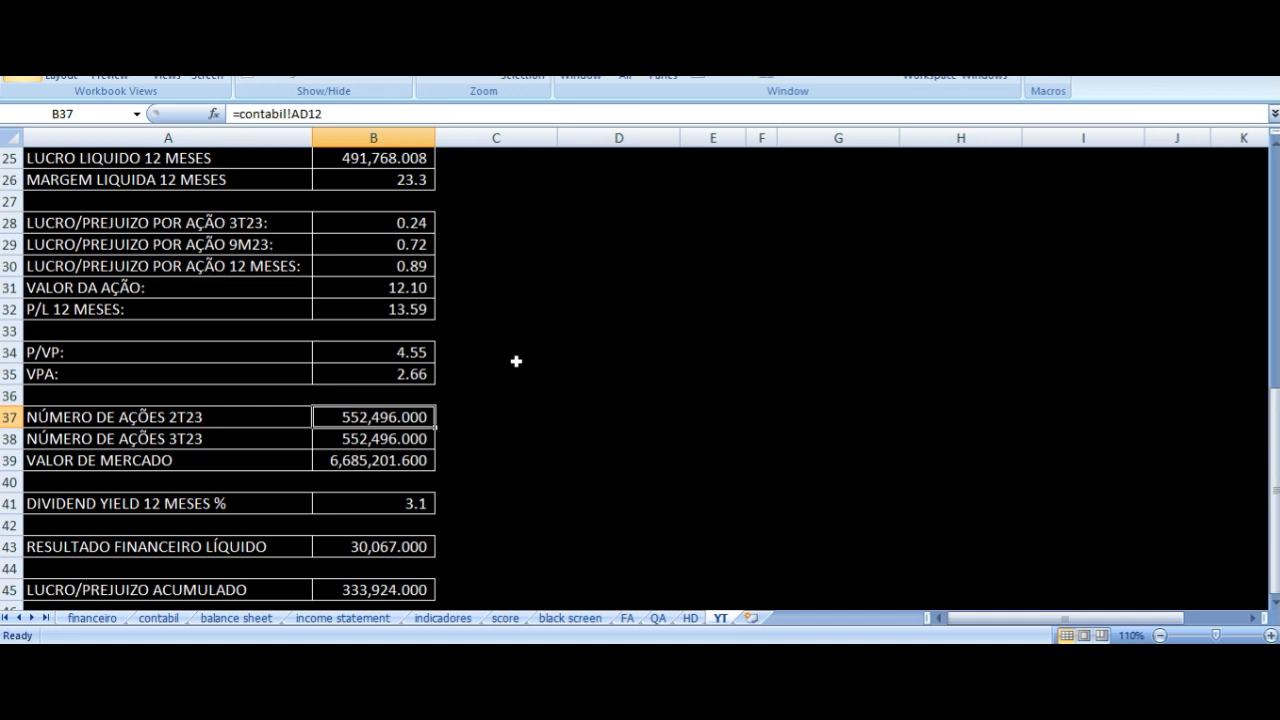 Workbook Views Show/Hide Zoom Window Macros
B37 fx =contabil!AD12
A B C D E F G H I J K
25 LUCRO LIQUIDO 12 MESES 491,768.008
26 MARGEM LIQUIDA 12 MESES 23.3
27
28 LUCRO/PREJUIZO POR AÇÃO 3T23: 0.24
29 LUCRO/PREJUIZO POR AÇÃO 9M23: 0.72
30 LUCRO/PREJUIZO POR AÇÃO 12 MESES: 0.89
31 VALOR DA AÇÃO: 12.10
32 P/L 12 MESES: 13.59
33
34 P/VP: 4.55
35 VPA: 2.66
36
37 NÚMERO DE AÇÕES 2T23 552,496.000
38 NÚMERO DE AÇÕES 3T23 552,496.000
39 VALOR DE MERCADO 6,685,201.600
40
41 DIVIDEND YIELD 12 MESES % 3.1
42
43 RESULTADO FINANCEIRO LÍQUIDO 30,067.000
44
45 LUCRO/PREJUIZO ACUMULADO 333,924.000
financeiro contabil balance sheet income statement indicadores score black screen FA QA HD YT
Ready 110%